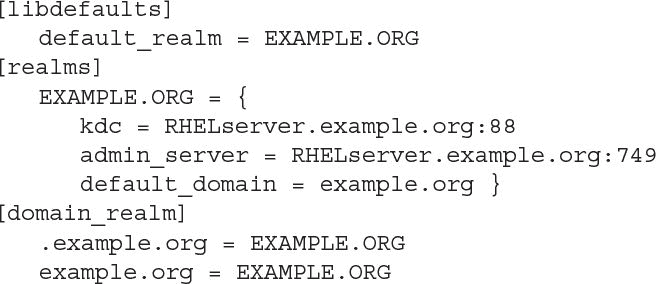 [libdefaults]
default_realm = EXAMPLE.ORG
[realms]
EXAMPLE.ORG = {
kdc = RHELserver.example.org:88
admin_server = RHELserver.example.org:749
default_domain = example.org }
[domain_realm]
.example.org = EXAMPLE.ORG
example.org = EXAMPLE.ORG